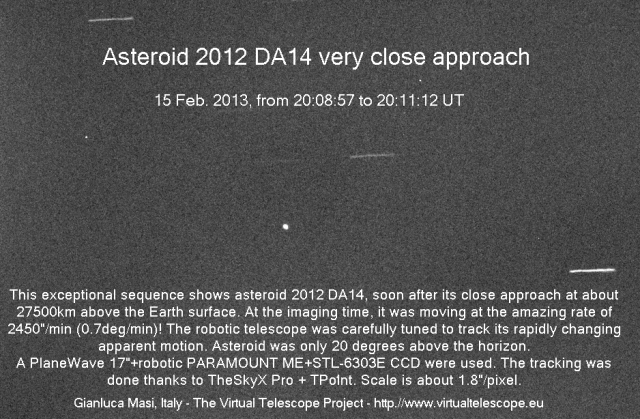 Asteroid 2012 DA14 very close approach
15 Feb. 2013, from 20:08:57 to 20:11:12 UT
This exceptional sequence shows asteroid 2012 DA14, soon after its close approach at about
27500km above the Earth surface. At the imaging time, it was moving at the amazing rate of
2450"/min (0.7deg/min)! The robotic telescope was carefully tuned to track its rapidly changing
apparent motion. Asteroid was only 20 degrees above the horizon.
A PlaneWave 17"+robotic PARAMOUNT ME+STL-6303E CCD were used. The tracking was
done thanks to TheSkyX Pro + TPoInt. Scale is about 1.8"/pixel.
Gianluca Masi, Italy - The Virtual Telescope Project - http://www.virtualtelescope.eu